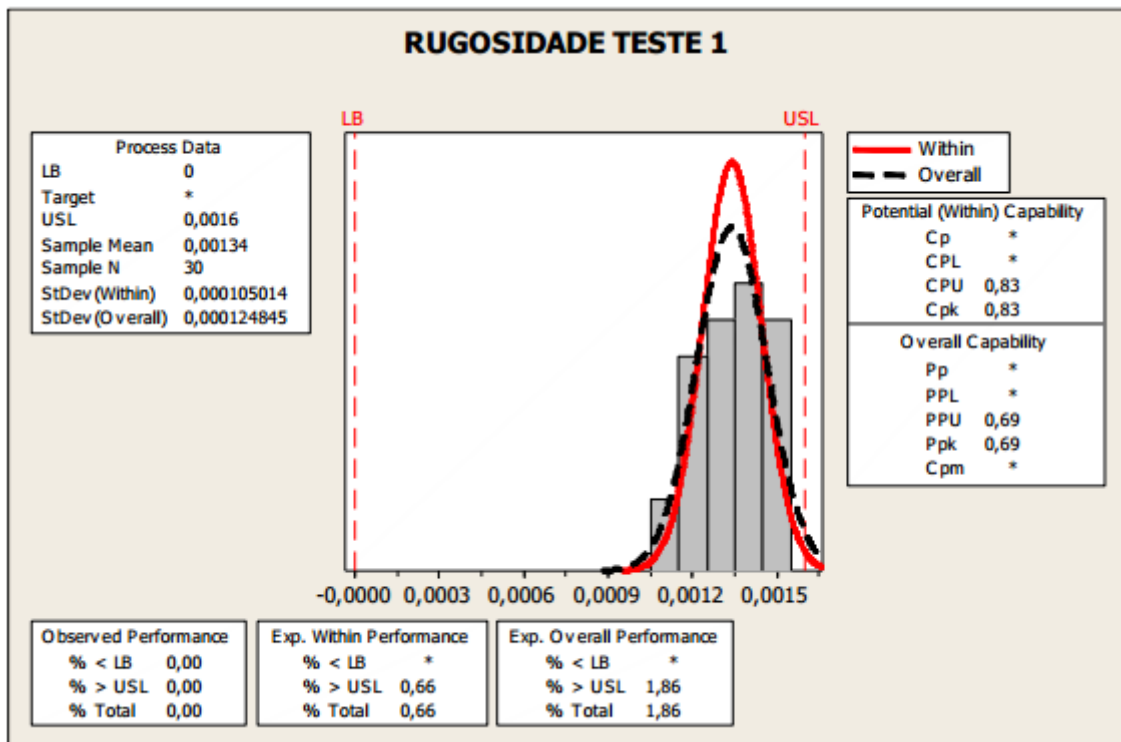 RUGOSIDADE TESTE 1
LB
USL
Process Data
LB 0
Target *
USL 0,0016
Sample Mean 0,00134
Sample N 30
StDev(Within) 0,000105014
StDev(Overall) 0,000124845
Within
Overall
Potential (Within) Capability
Cp *
CPL *
CPU 0,83
Cpk 0,83
Overall Capability
Pp *
PPL *
PPU 0,69
Ppk 0,69
Cpm *
-0,0000 0,0003 0,0006 0,0009 0,0012 0,0015
Observed Performance
% < LB 0,00
% > USL 0,00
% Total 0,00
Exp. Within Performance
% < LB *
% > USL 0,66
% Total 0,66
Exp. Overall Performance
% < LB *
% > USL 1,86
% Total 1,86